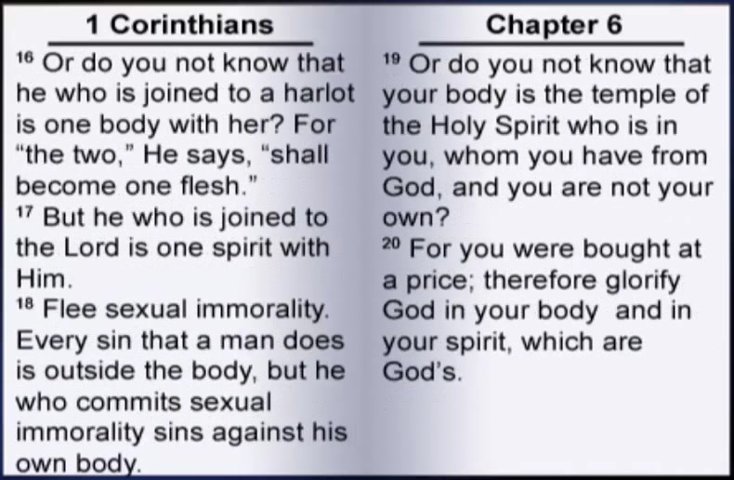 1 Corinthians
16 Or do you not know that
he who is joined to a harlot
is one body with her? For
“the two,” He says, “shall
become one flesh.”
17 But he who is joined to
the Lord is one spirit with
Him.
18 Flee sexual immorality.
Every sin that a man does
is outside the body, but he
who commits sexual
immorality sins against his
own body.
Chapter 6
19 Or do you not know that
your body is the temple of
the Holy Spirit who is in
you, whom you have from
God, and you are not your
own?
20 For you were bought at
a price; therefore glorify
God in your body  and in
your spirit, which are
God's.